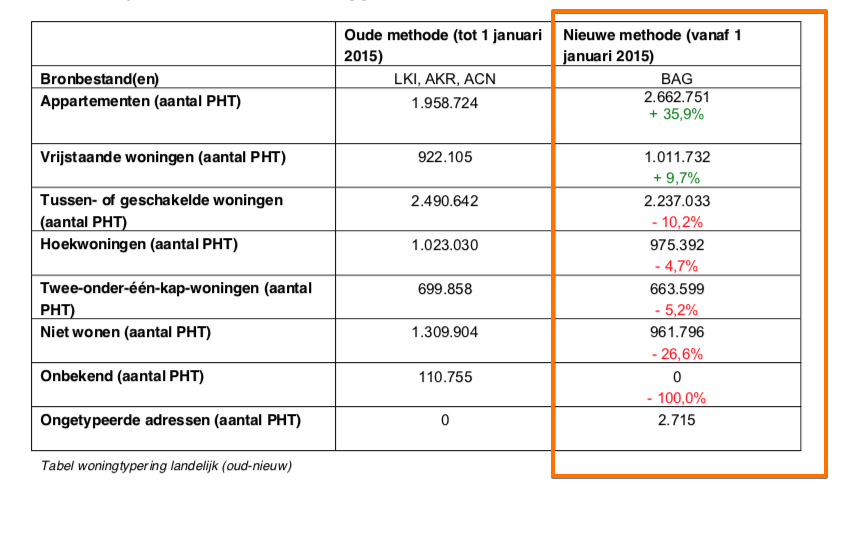 Oude methode (tot 1 januari 2015)
Nieuwe methode (vanaf 1 januari 2015)
Bronbestand(en)
LKI, AKR, ACN
BAG
Appartementen (aantal PHT)
1.958.724
2.662.751
+ 35,9%
Vrijstaande woningen (aantal PHT)
922.105
1.011.732
+ 9,7%
Tussen- of geschakelde woningen
(aantal PHT)
2.490.642
2.237.033
- 10,2%
Hoekwoningen (aantal PHT)
1.023.030
975.392
- 4,7%
Twee-onder-één-kap-woningen (aantal
PHT)
699.858
663.599
- 5,2%
Niet wonen (aantal PHT)
1.309.904
961.796
- 26,6%
Onbekend (aantal PHT)
110.755
0
- 100,0%
Ongetypeerde adressen (aantal PHT)
0
2.715
Tabel woningtypering landelijk (oud-nieuw)